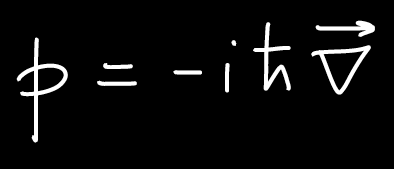 p = -iℏ∇⃗